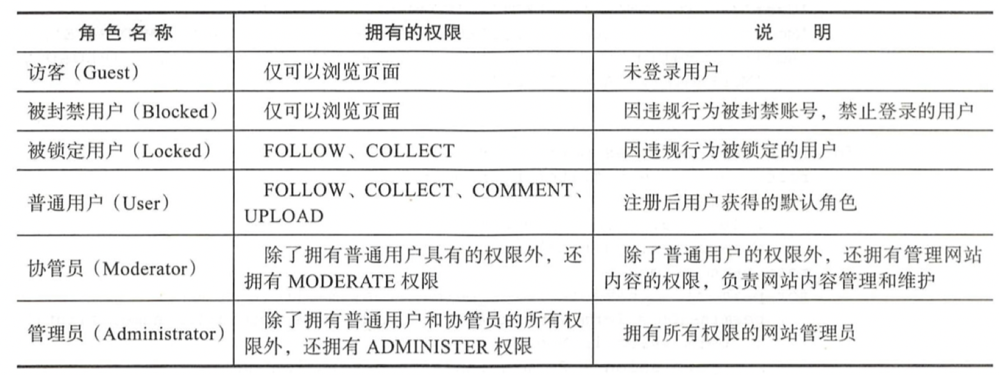 角色名称 拥有的权限 说 明
访客（Guest） 仅可以浏览页面 未登录用户
被封禁用户（Blocked） 仅可以浏览页面 因违规行为被封禁账号，禁止登录的用户
被锁定用户（Locked） FOLLOW、COLLECT 因违规行为被锁定的用户
普通用户（User）
FOLLOW、COLLECT、COMMENT、
UPLOAD
注册后用户获得的默认角色
协管员（Moderator）
除了拥有普通用户具有的权限外，还
拥有 MODERATE 权限
除了普通用户的权限外，还拥有管理网站
内容的权限，负责网站内容管理和维护
管理员（Administrator）
除了拥有普通用户和协管员的所有权
限外，还拥有 ADMINISTER 权限
拥有所有权限的网站管理员